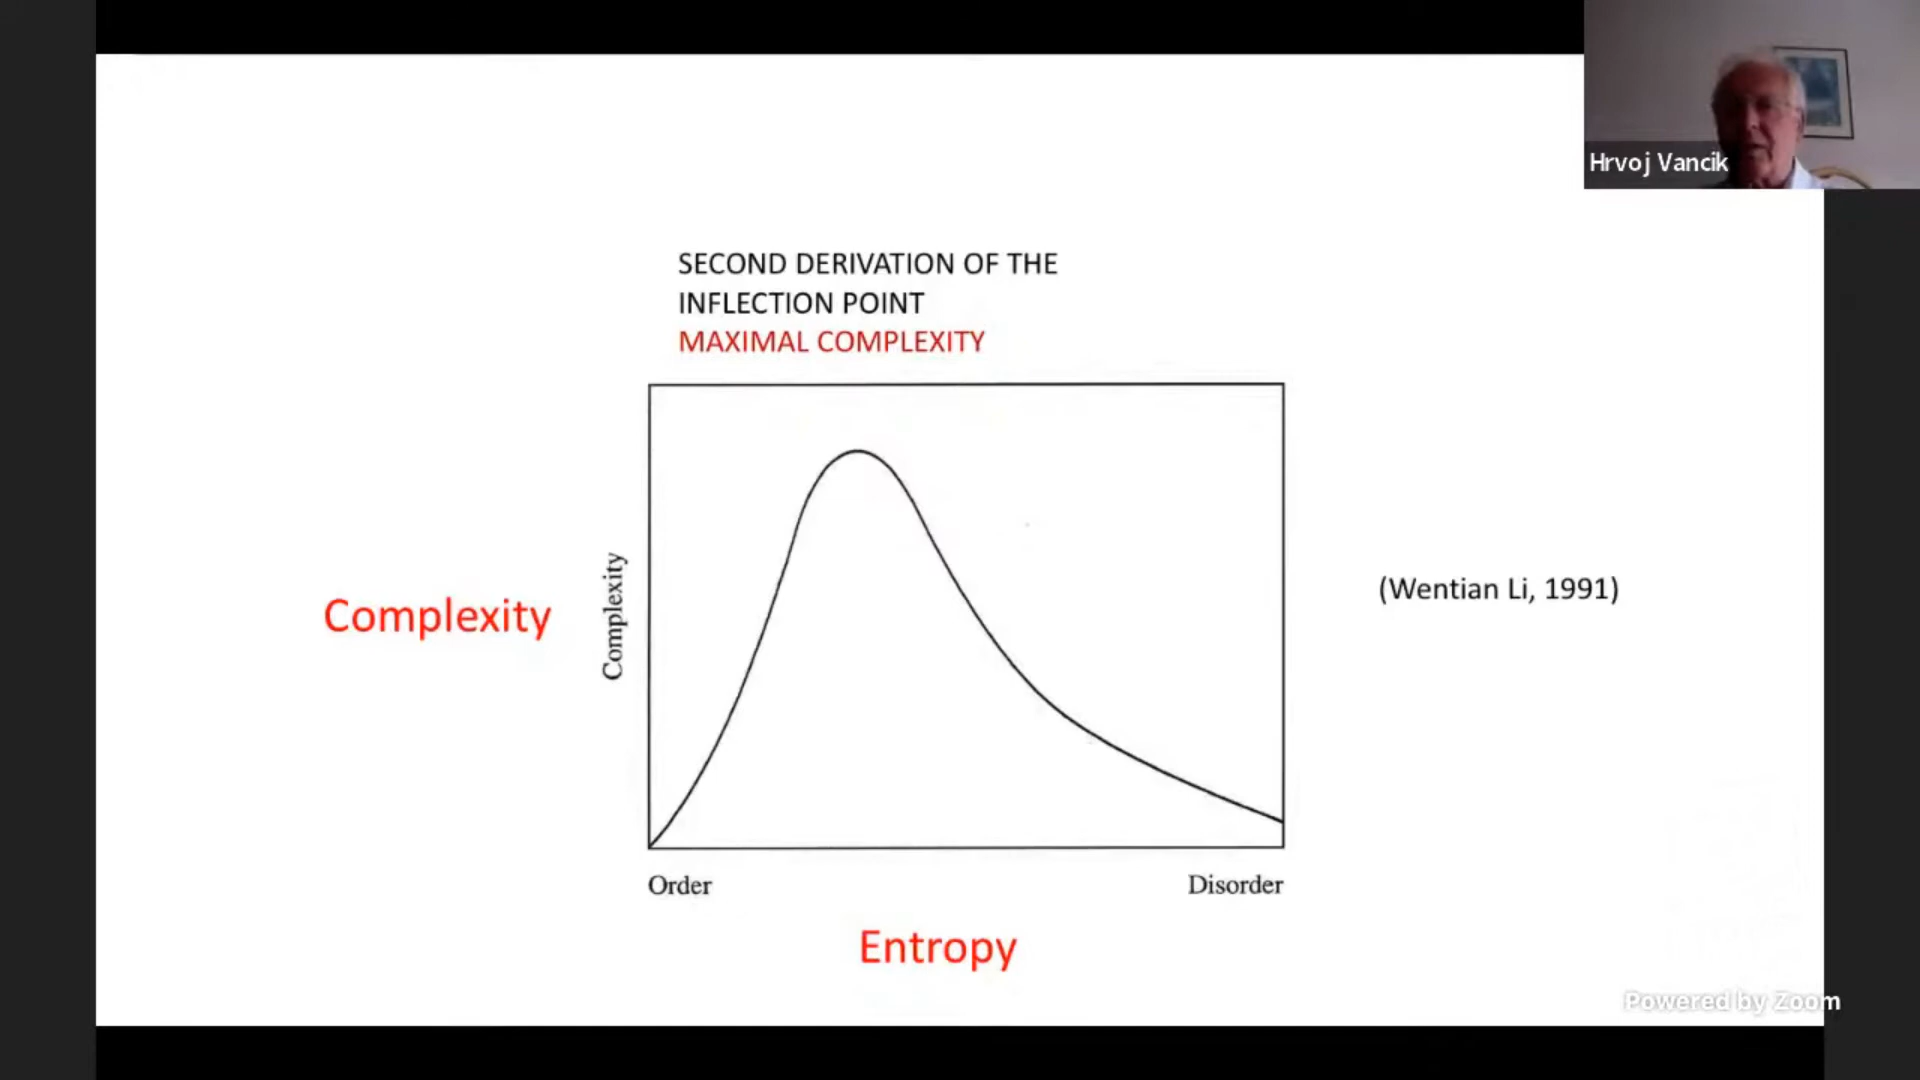 Hrvoj Vancik
SECOND DERIVATION OF THE
INFLECTION POINT
MAXIMAL COMPLEXITY
Complexity
Complexity
(Wentian Li, 1991)
Order
Disorder
Entropy
Powered by Zoom